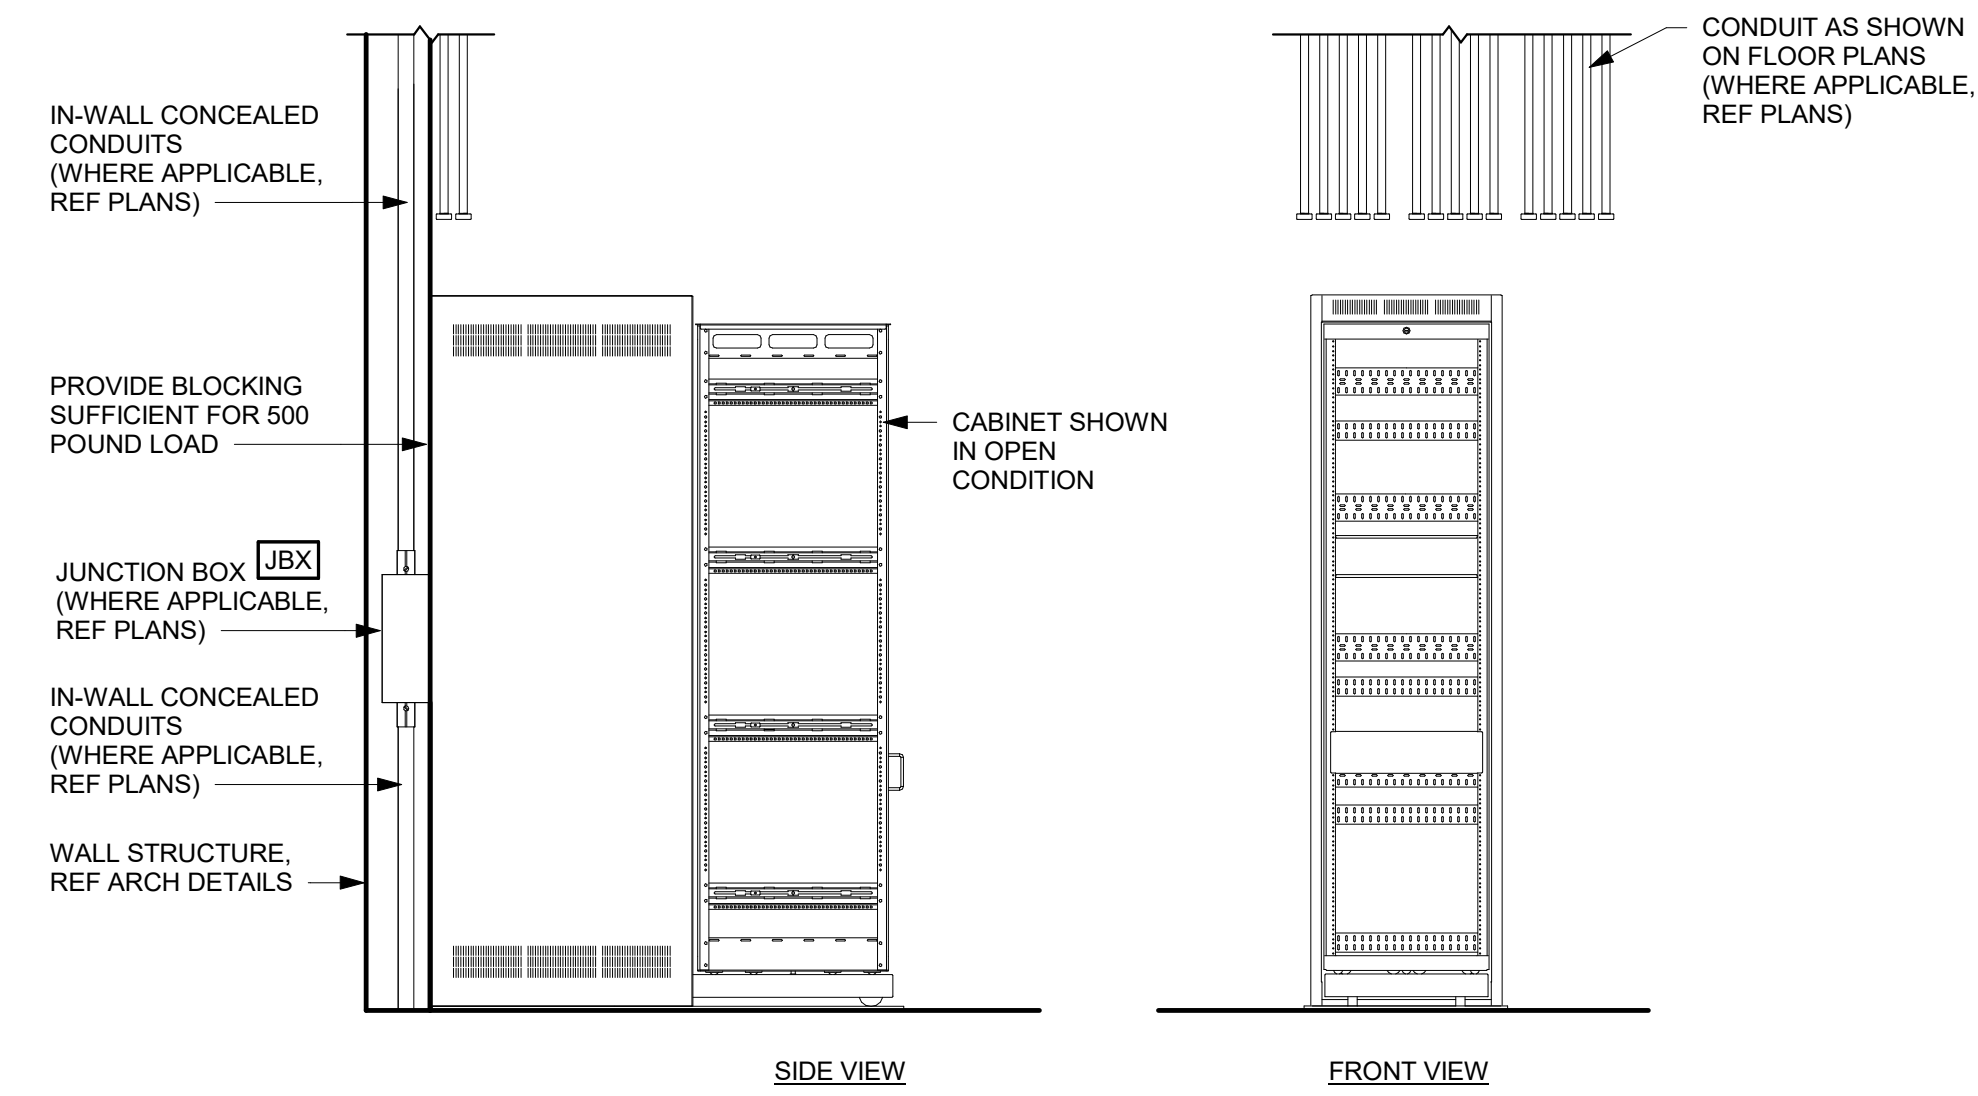 CONDUIT AS SHOWN
ON FLOOR PLANS
(WHERE APPLICABLE,
REF PLANS)
IN-WALL CONCEALED
CONDUITS
(WHERE APPLICABLE,
REF PLANS)
PROVIDE BLOCKING
SUFFICIENT FOR 500
POUND LOAD
CABINET SHOWN
IN OPEN
CONDITION
JUNCTION BOX JBX
(WHERE APPLICABLE,
REF PLANS)
IN-WALL CONCEALED
CONDUITS
(WHERE APPLICABLE,
REF PLANS)
WALL STRUCTURE,
REF ARCH DETAILS
SIDE VIEW
FRONT VIEW